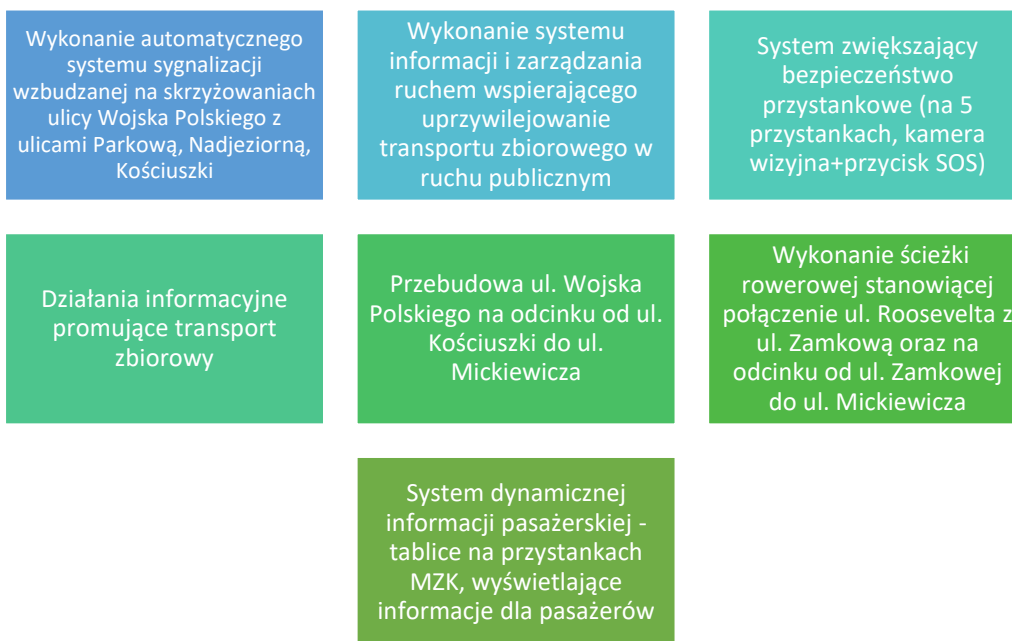 Wykonanie automatycznego
systemu sygnalizacji
wzbudzanej na skrzyżowaniach
ulicy Wojska Polskiego z
ulicami Parkową, Nadjeziorną,
Kościuszki
Wykonanie systemu
informacji i zarządzania
ruchem wspierającego
uprzywilejowanie
transportu zbiorowego w
ruchu publicznym
System zwiększający
bezpieczeństwo
przystankowe (na 5
przystankach, kamera
wizyjna+przycisk SOS)
Działania informacyjne
promujące transport
zbiorowy
Przebudowa ul. Wojska
Polskiego na odcinku od ul.
Kościuszki do ul.
Mickiewicza
Wykonanie ścieżki
rowerowej stanowiącej
połączenie ul. Roosevelta z
ul. Zamkową oraz na
odcinku od ul. Zamkowej
do ul. Mickiewicza
System dynamicznej
informacji pasażerskiej -
tablice na przystankach
MZK, wyświetlające
informacje dla pasażerów